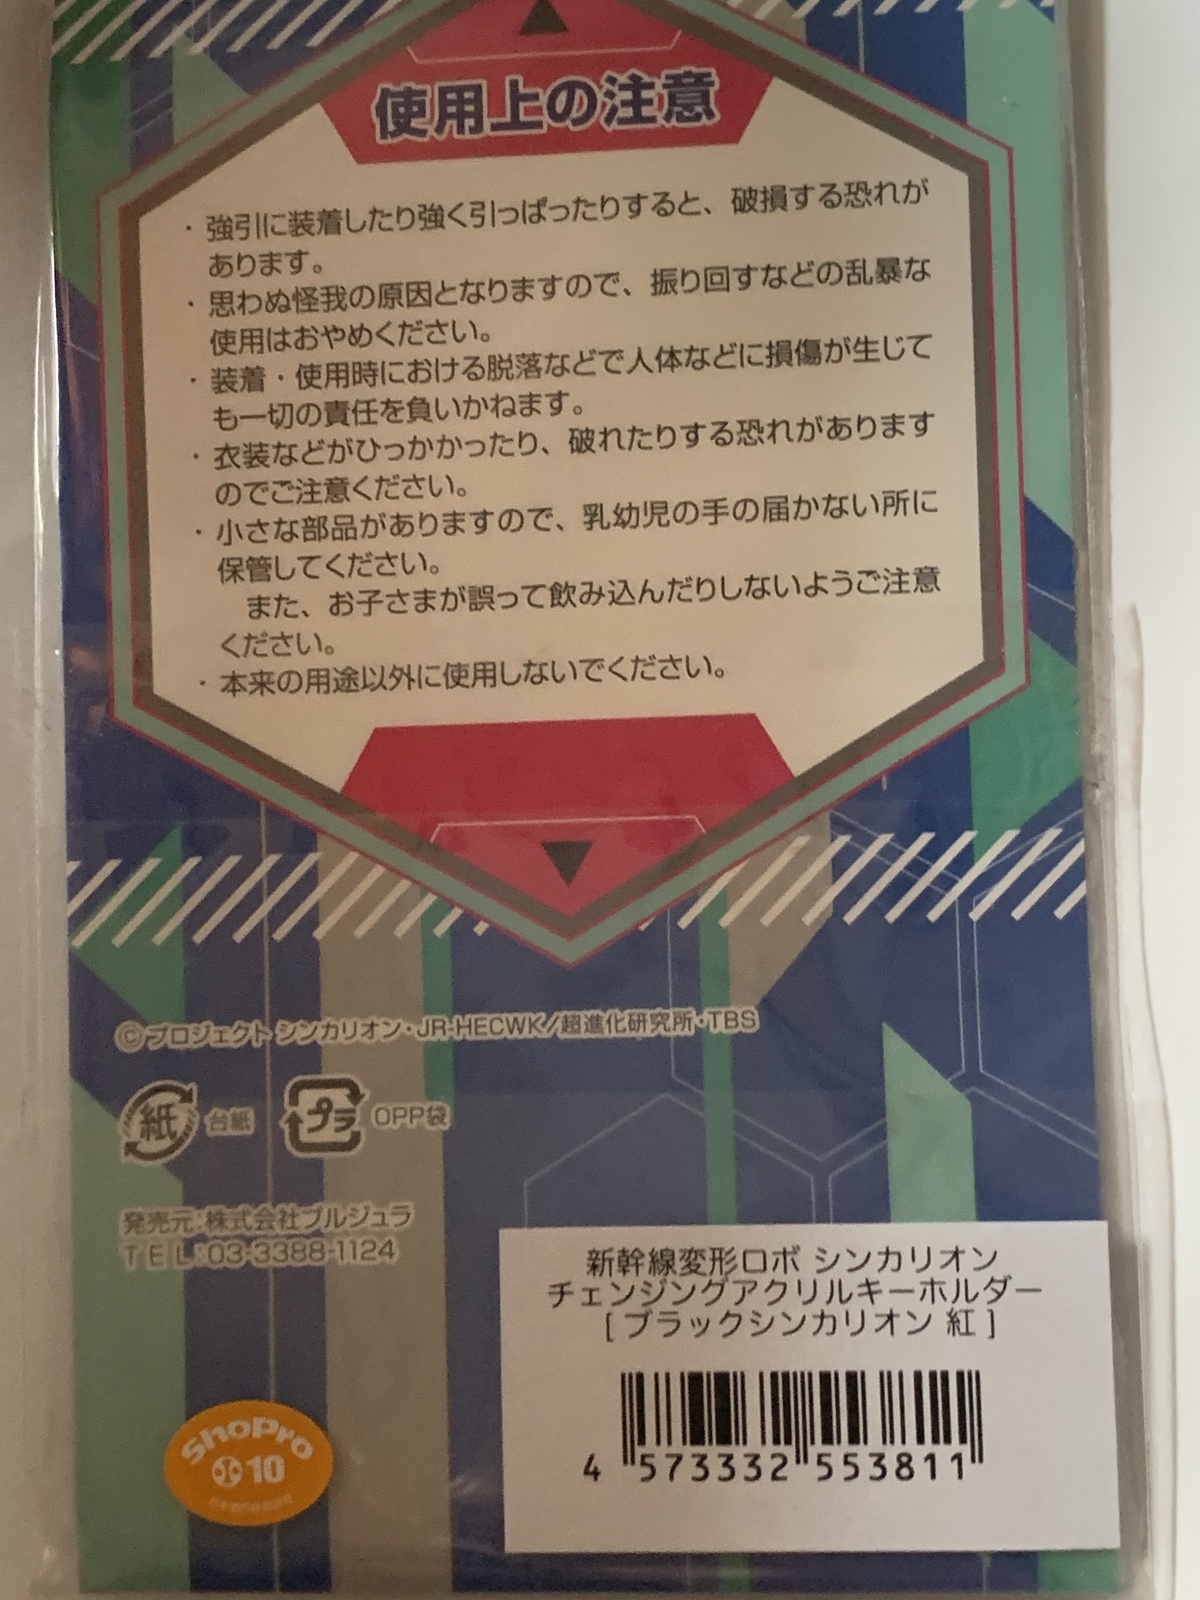 使用上の注意
・強引に装着したり強く引っぱったりすると、破損する恐れが
あります。
・思わぬ怪我の原因となりますので、振り回すなどの乱暴な
使用はおやめください。
・装着・使用時における脱落などで人体などに損傷が生じて
も一切の責任を負いかねます。
・衣装などがひっかかったり、破れたりする恐れがあります
のでご注意ください。
・小さな部品がありますので、乳幼児の手の届かない所に
保管してください。
また、お子さまが誤って飲み込んだりしないようご注意
ください。
・本来の用途以外に使用しないでください。
©プロジェクト シンカリオン・JR-HECWK/超進化研究所・TBS
紙 台紙 プラ OPP袋
発売元:株式会社ブルジュラ
TEL:03-3388-1124
新幹線変形ロボ シンカリオン
チェンジングアクリルキーホルダー
[ブラックシンカリオン 紅]
4 573332 553811
ShoPro
10